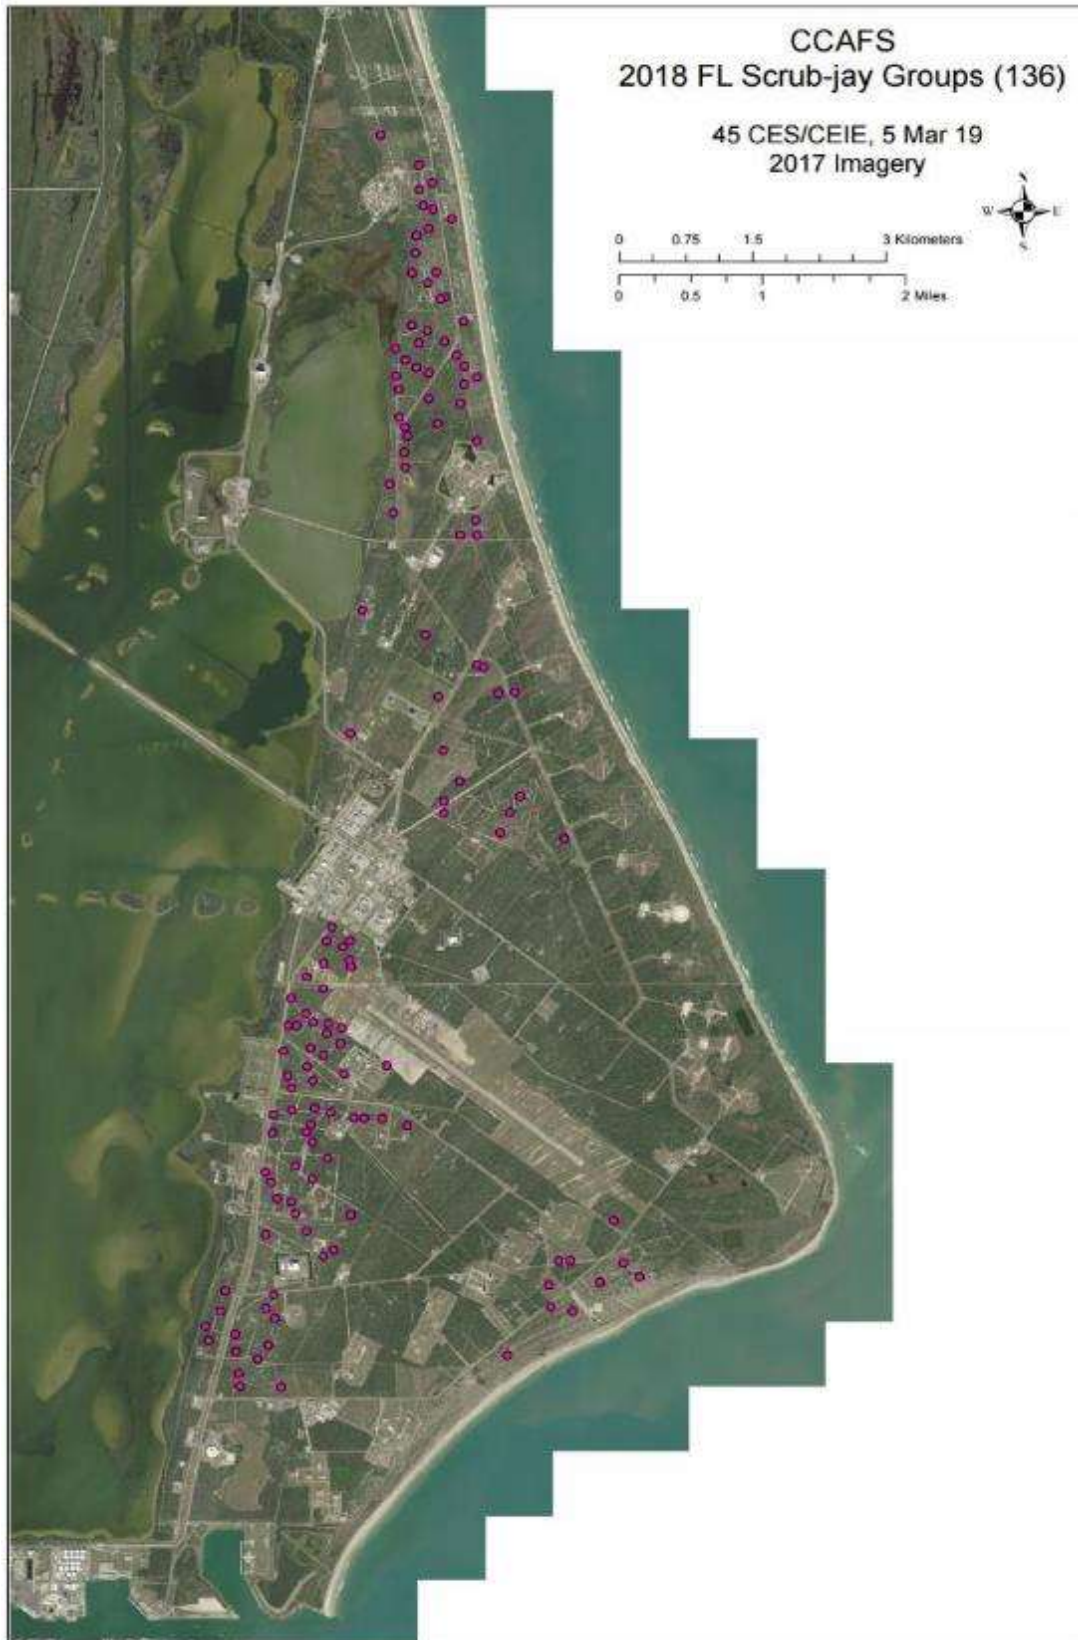 CCAFS
2018 FL Scrub-jay Groups (136)
45 CES/CEIE, 5 Mar 19
2017 Imagery
N
W E
S
0 0.75 1.5 3 Kilometers
0 0.5 1 2 Miles